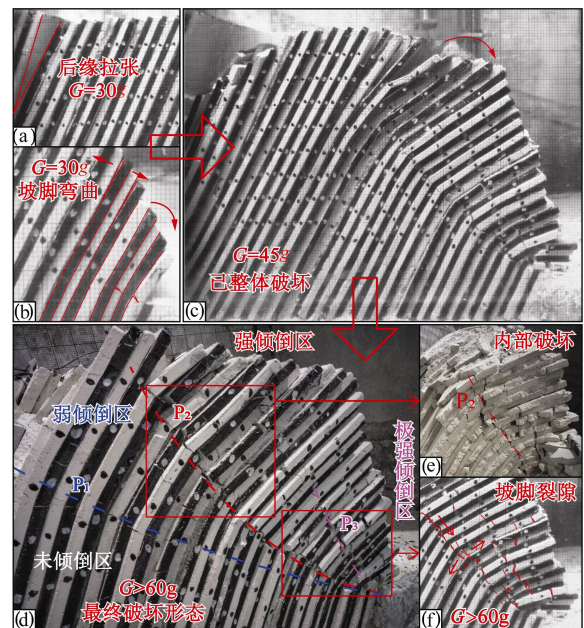 后缘拉张
G=30g
(a)
G=30g
坡脚弯曲
(b)
G=45g
已整体破坏
(c)
强倾倒区
弱倾倒区
P₂
P₁
极强倾倒区
P₃
未倾倒区
G>60g
最终破坏形态
(d)
内部破坏
P₂
(e)
坡脚裂隙
G>60g
(f)